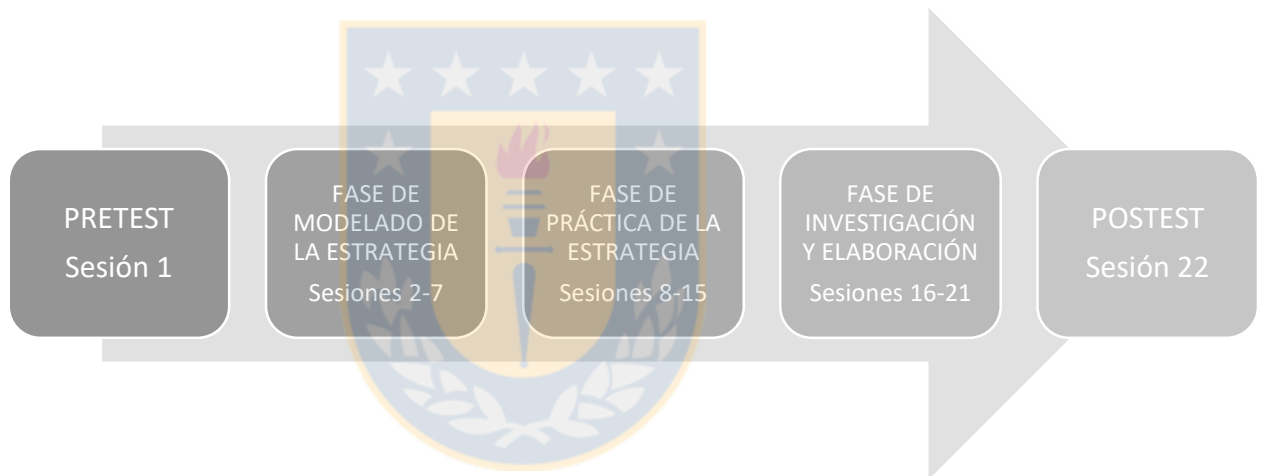 PRETEST
Sesión 1
FASE DE
MODELADO DE
LA ESTRATEGIA
Sesiones 2-7
FASE DE
PRÁCTICA DE LA
ESTRATEGIA
Sesiones 8-15
FASE DE
INVESTIGACIÓN
Y ELABORACIÓN
Sesiones 16-21
POSTEST
Sesión 22